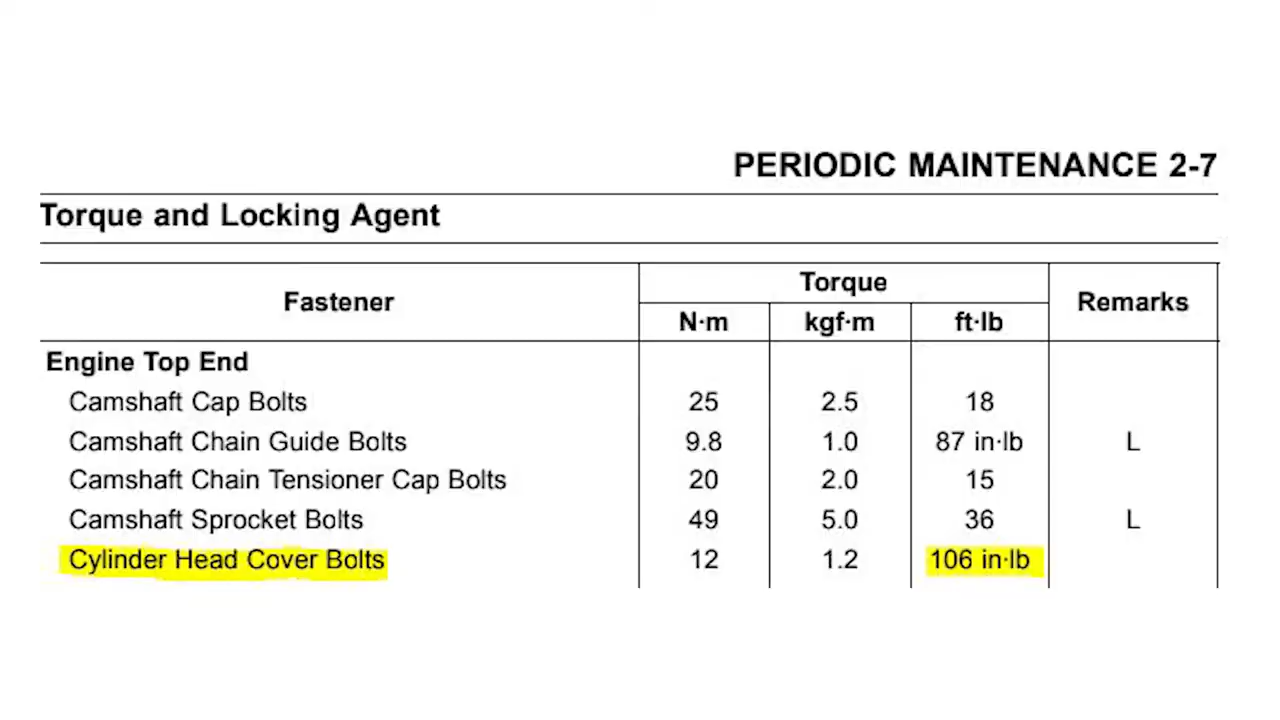 PERIODIC MAINTENANCE 2-7
Torque and Locking Agent
Fastener Torque Remarks
N·m kgf·m ft·lb
Engine Top End
Camshaft Cap Bolts 25 2.5 18
Camshaft Chain Guide Bolts 9.8 1.0 87 in·lb L
Camshaft Chain Tensioner Cap Bolts 20 2.0 15
Camshaft Sprocket Bolts 49 5.0 36 L
Cylinder Head Cover Bolts 12 1.2 106 in·lb